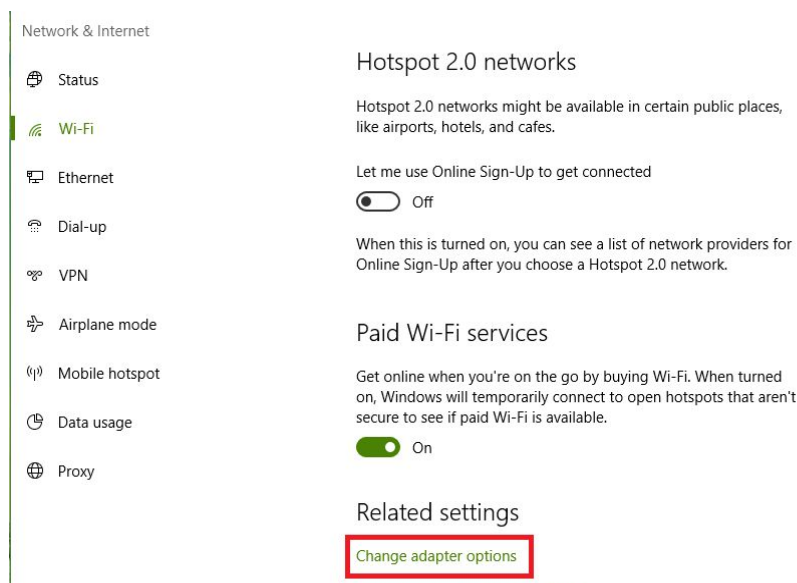 Network & Internet
Status
Wi-Fi
Ethernet
Dial-up
VPN
Airplane mode
Mobile hotspot
Data usage
Proxy
Hotspot 2.0 networks
Hotspot 2.0 networks might be available in certain public places,
like airports, hotels, and cafes.
Let me use Online Sign-Up to get connected
Off
When this is turned on, you can see a list of network providers for
Online Sign-Up after you choose a Hotspot 2.0 network.
Paid Wi-Fi services
Get online when you're on the go by buying Wi-Fi. When turned
on, Windows will temporarily connect to open hotspots that aren't
secure to see if paid Wi-Fi is available.
On
Related settings
Change adapter options